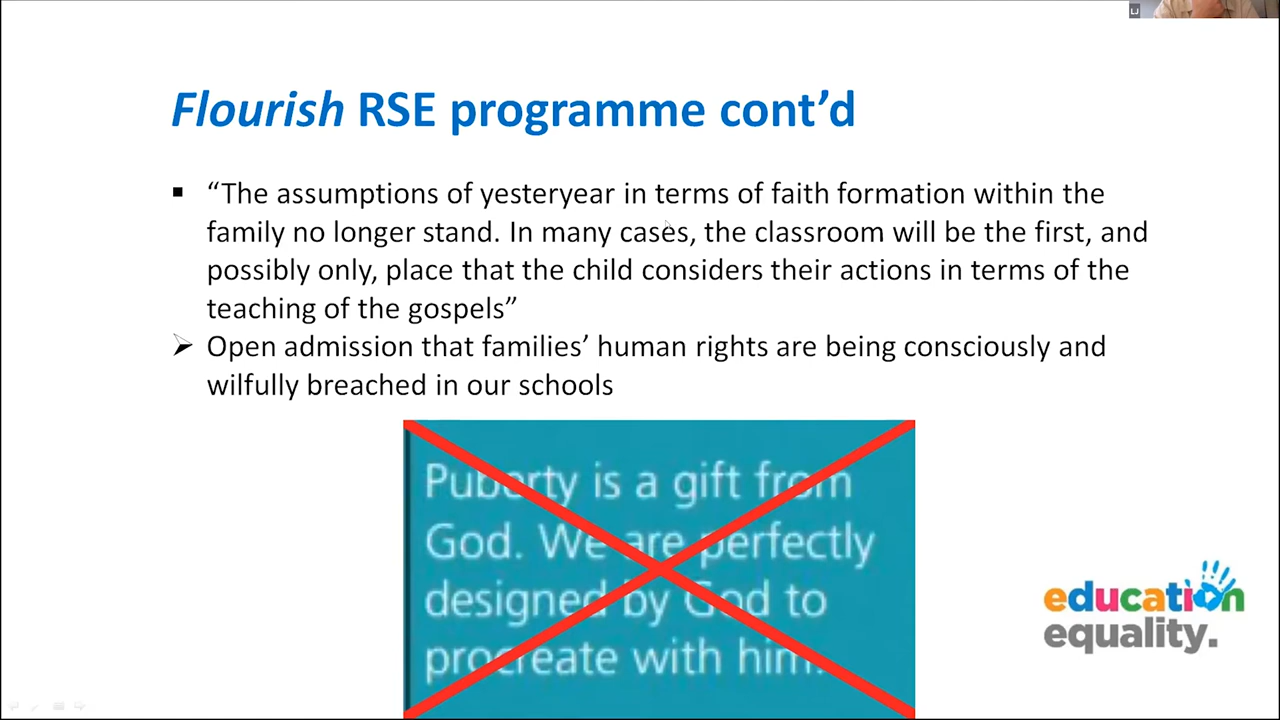 Flourish RSE programme cont’d
“The assumptions of yesteryear in terms of faith formation within the
family no longer stand. In many cases, the classroom will be the first, and
possibly only, place that the child considers their actions in terms of the
teaching of the gospels”
Open admission that families’ human rights are being consciously and
wilfully breached in our schools
Puberty is a gift from
God. We are perfectly
designed by God to
procreate with him.
education
equality.